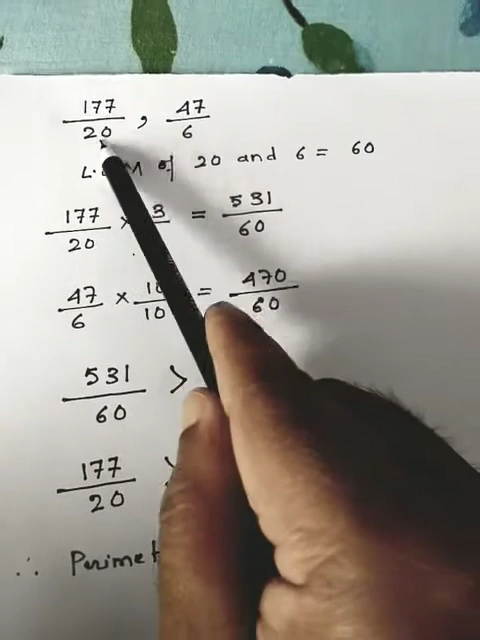 177/20 , 47/6
of 20 and 6 = 60
177/20 × 3 = 531/60
47/6 × /10 = 470/60
531/60 >
177/20
∴